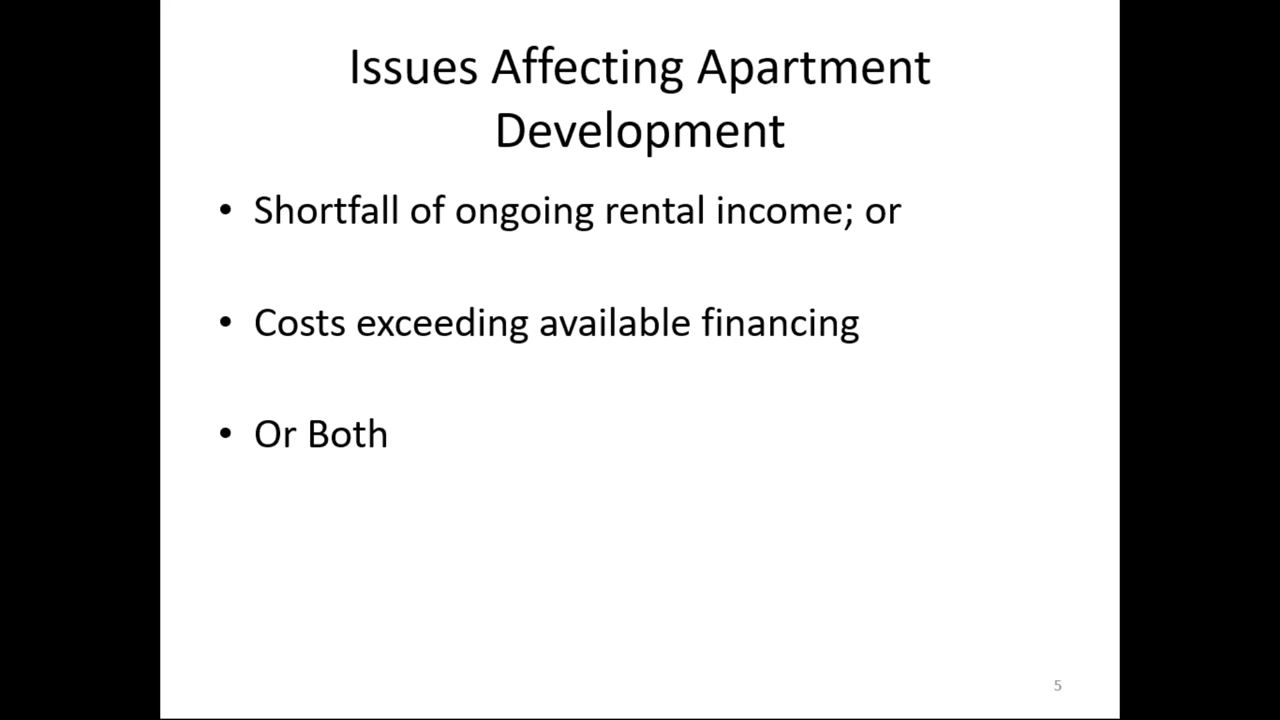 Issues Affecting Apartment
Development
• Shortfall of ongoing rental income; or
• Costs exceeding available financing
• Or Both
5